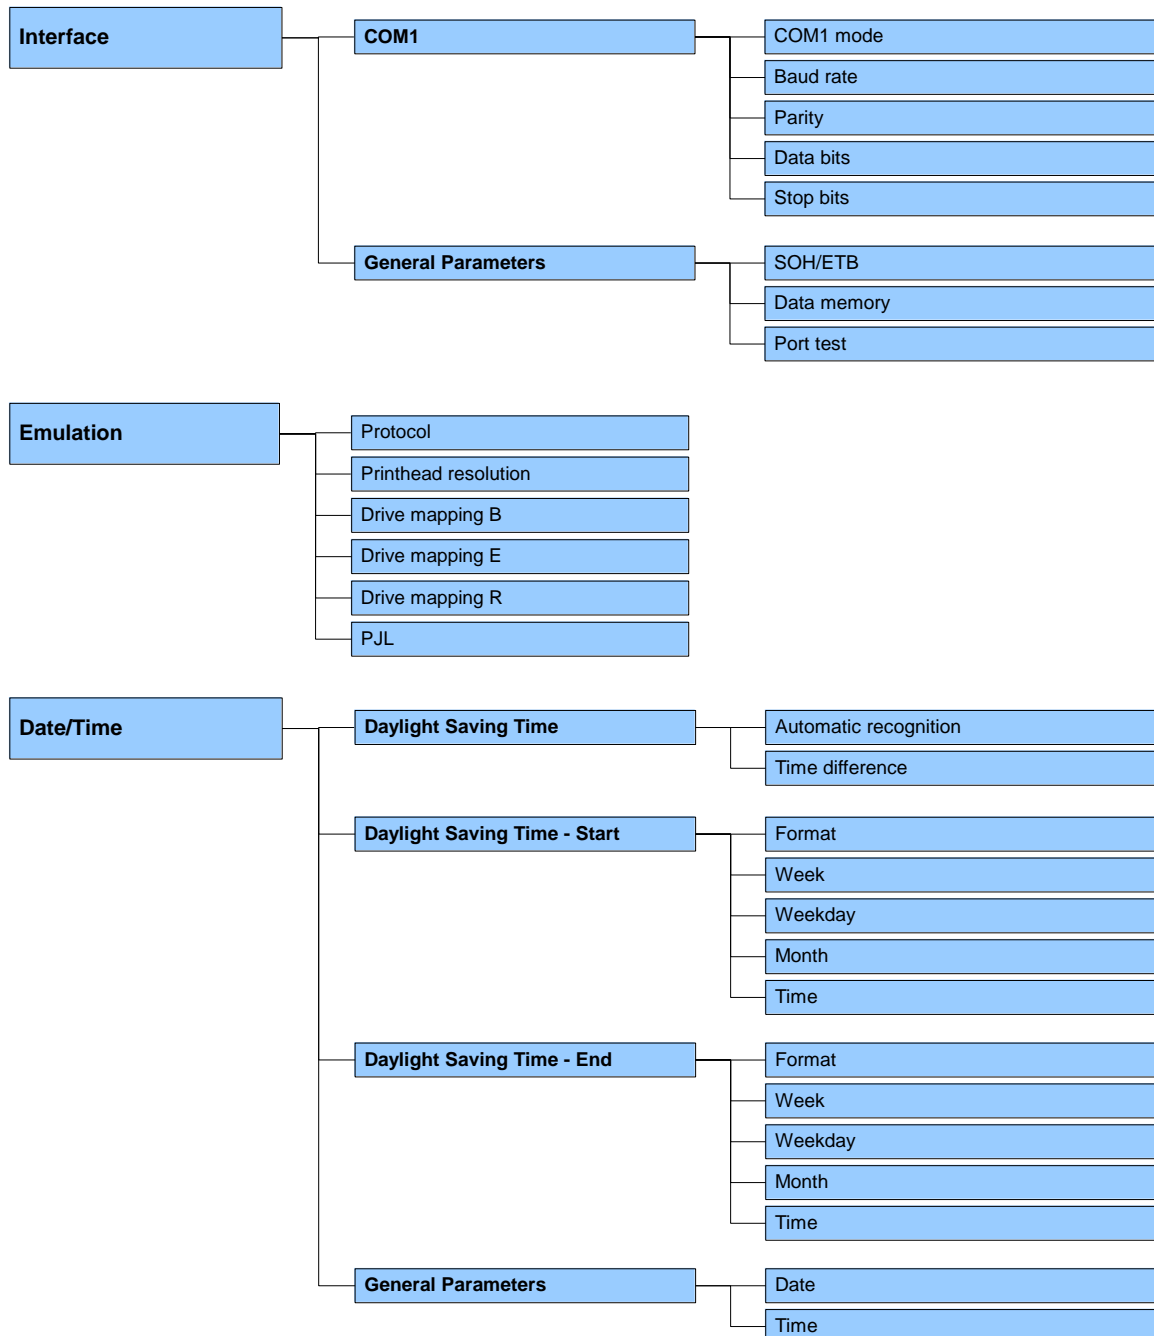 Interface
COM1
COM1 mode
Baud rate
Parity
Data bits
Stop bits
General Parameters
SOH/ETB
Data memory
Port test
Emulation
Protocol
Printhead resolution
Drive mapping B
Drive mapping E
Drive mapping R
PJL
Date/Time
Daylight Saving Time
Automatic recognition
Time difference
Daylight Saving Time - Start
Format
Week
Weekday
Month
Time
Daylight Saving Time - End
Format
Week
Weekday
Month
Time
General Parameters
Date
Time